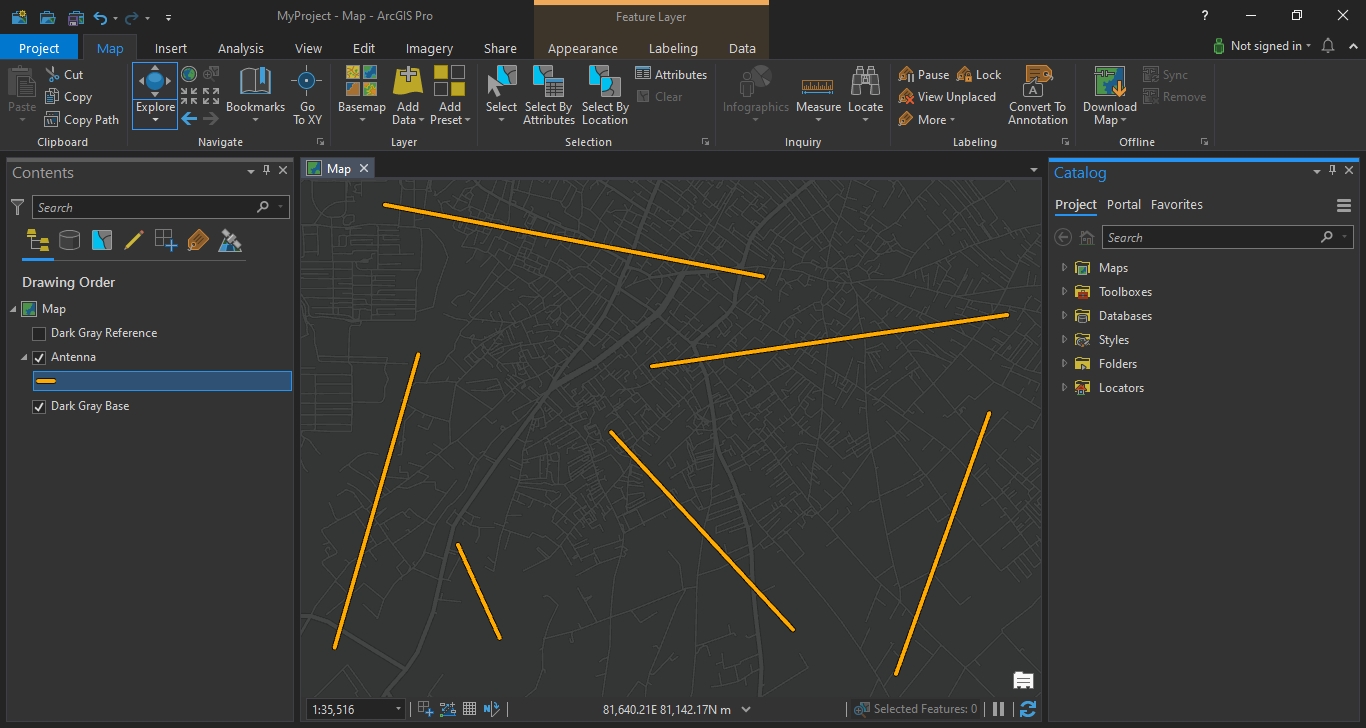 MyProject - Map - ArcGIS Pro
Feature Layer
?
Project Map Insert Analysis View Edit Imagery Share Appearance Labeling Data
Not signed in
Paste
Cut
Copy
Copy Path
Clipboard
Explore
Bookmarks
Go
To XY
Navigate
Basemap
Add
Data
Add
Preset
Layer
Select
Select By
Attributes
Select By
Location
Attributes
Clear
Selection
Infographics
Measure
Locate
Inquiry
Pause
Lock
View Unplaced
More
Convert To
Annotation
Labeling
Download
Map
Sync
Remove
Offline
Contents
Search
Drawing Order
Map
Dark Gray Reference
Antenna
Dark Gray Base
Map
1:35,516
81,640.21E 81,142.17N m
Selected Features: 0
Catalog
Project Portal Favorites
Search
Maps
Toolboxes
Databases
Styles
Folders
Locators